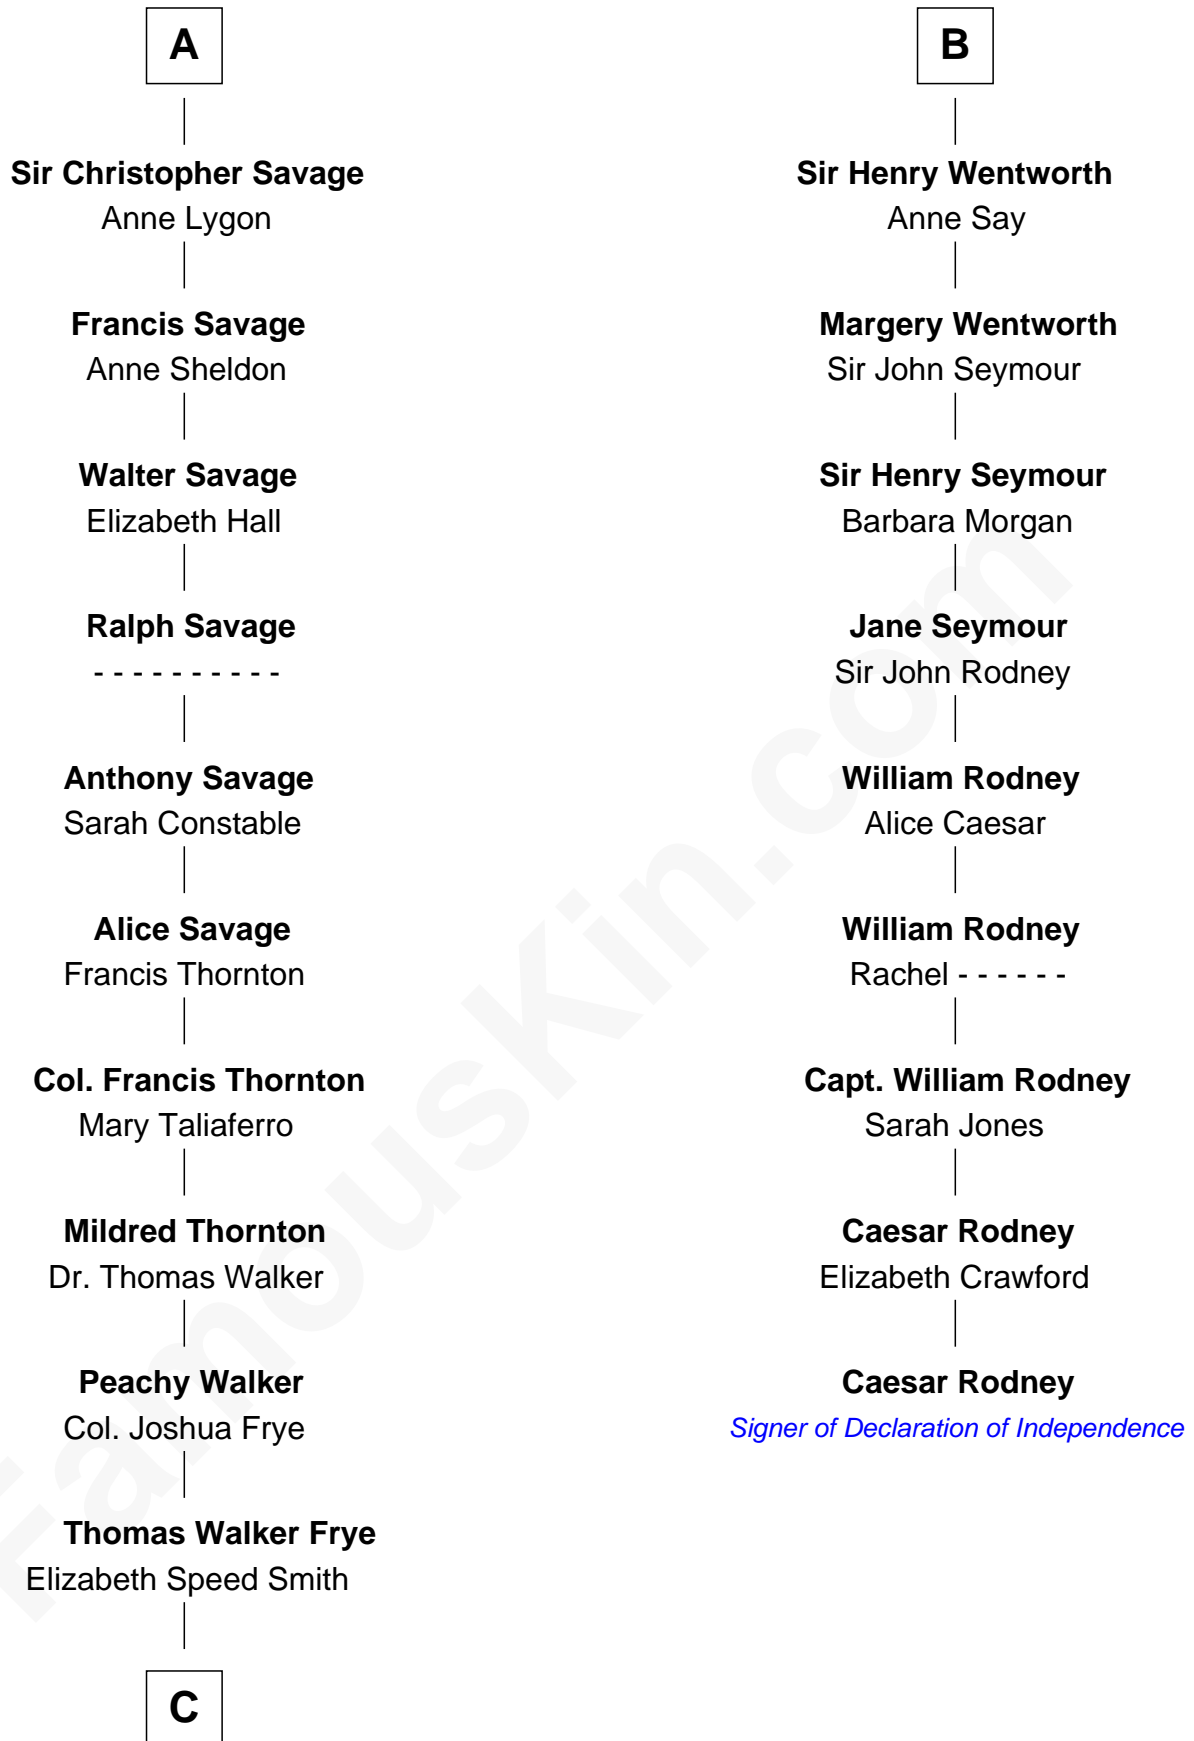 A
Sir Christopher Savage
Anne Lygon
Francis Savage
Anne Sheldon
Walter Savage
Elizabeth Hall
Ralph Savage
- - - - - - - - - -
Anthony Savage
Sarah Constable
Alice Savage
Francis Thornton
Col. Francis Thornton
Mary Taliaferro
Mildred Thornton
Dr. Thomas Walker
Peachy Walker
Col. Joshua Frye
Thomas Walker Frye
Elizabeth Speed Smith
C
B
Sir Henry Wentworth
Anne Say
Margery Wentworth
Sir John Seymour
Sir Henry Seymour
Barbara Morgan
Jane Seymour
Sir John Rodney
William Rodney
Alice Caesar
William Rodney
Rachel - - - - - -
Capt. William Rodney
Sarah Jones
Caesar Rodney
Elizabeth Crawford
Caesar Rodney
Signer of Declaration of Independence
FamousKin.com